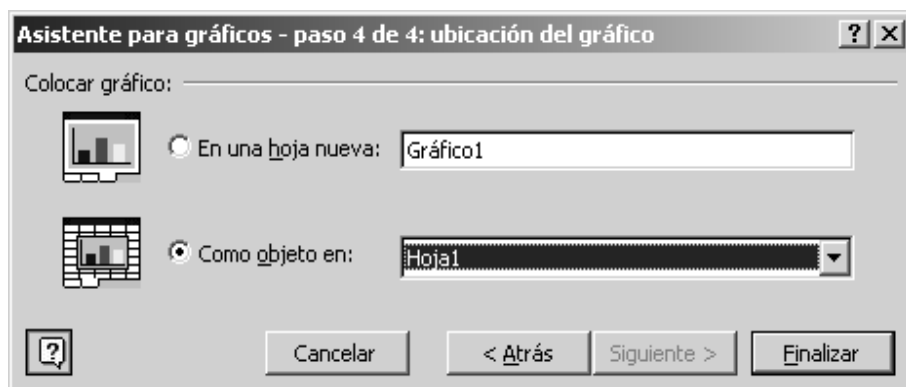 Asistente para gráficos - paso 4 de 4: ubicación del gráfico
Colocar gráfico:
En una hoja nueva: Gráfico1
Como objeto en: Hoja1
Cancelar < Atrás Siguiente > Finalizar